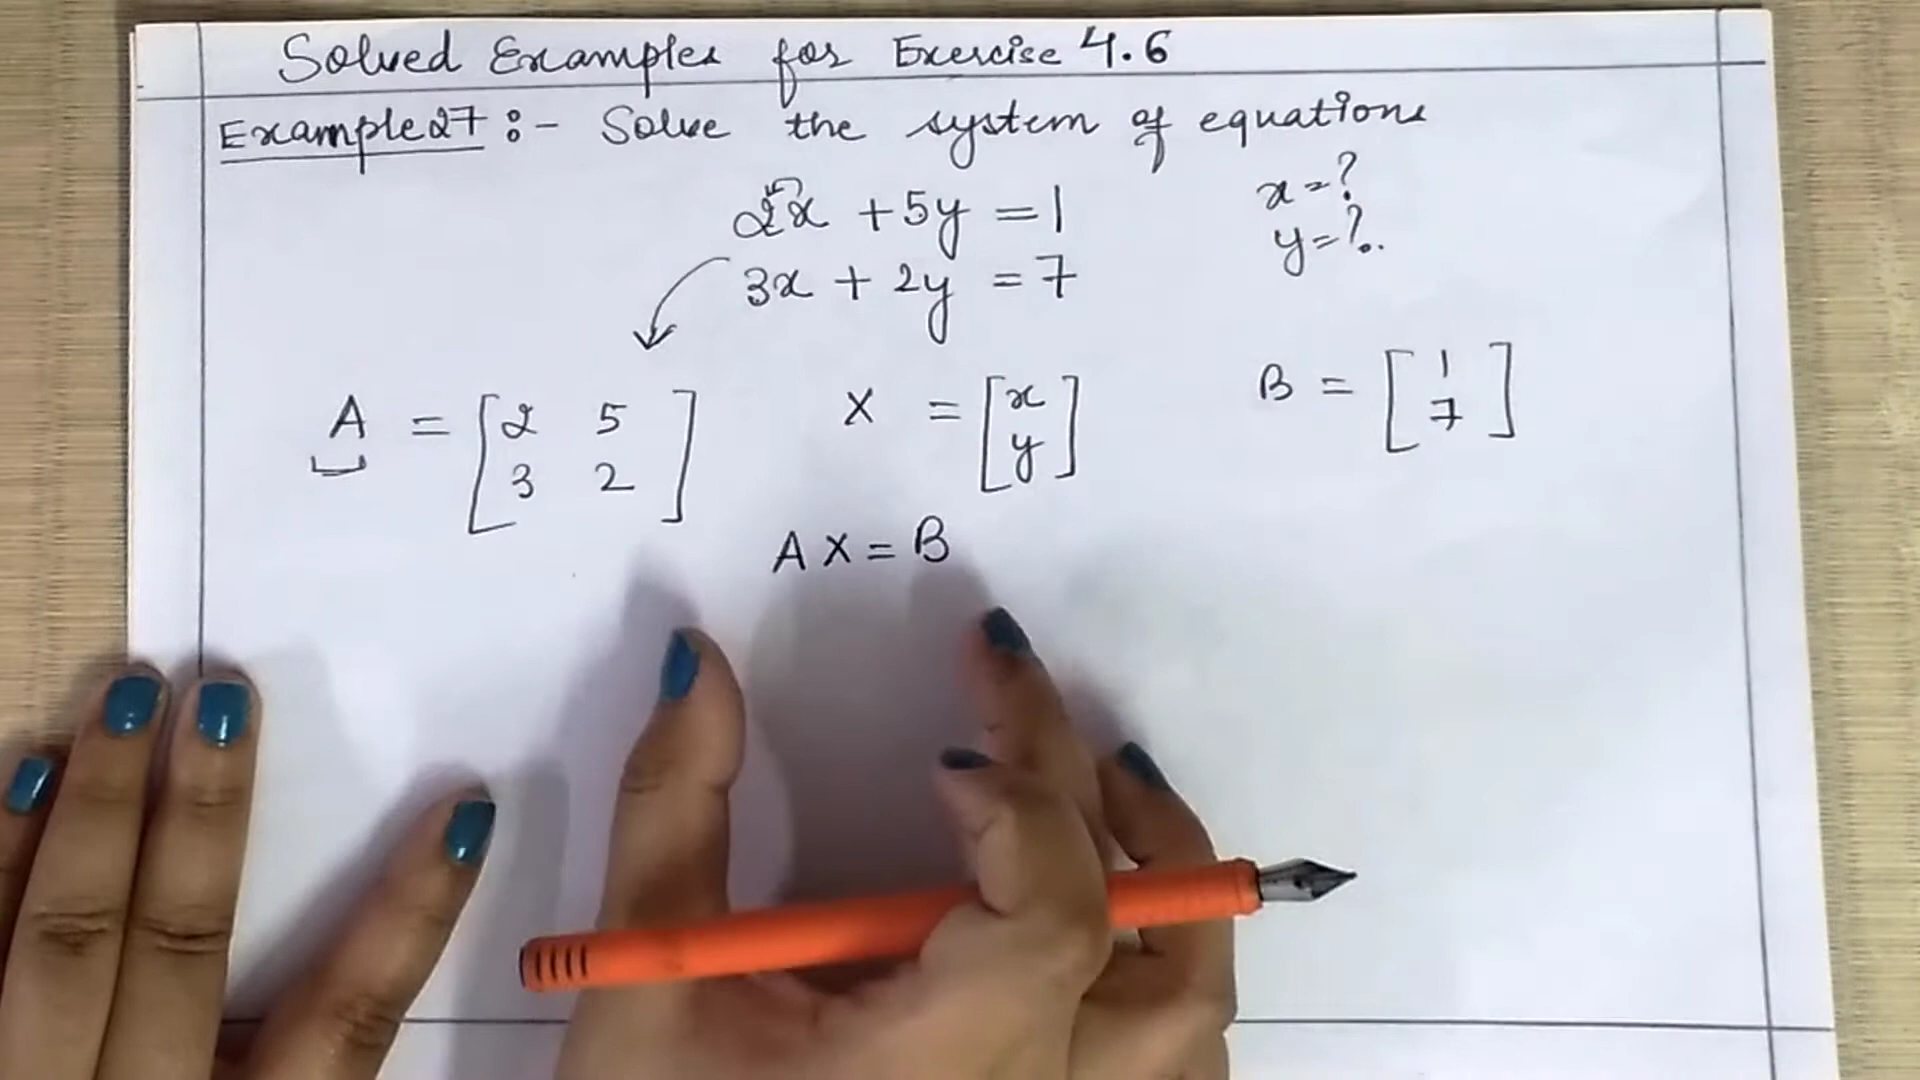 Solved Examples for Exercise 4.6
Example 27 :- Solve the system of equations
2x + 5y = 1
3x + 2y = 7
x = ?
y = ?.
A = [2 5
3 2]
X = [x
y]
B = [1
7]
AX = B